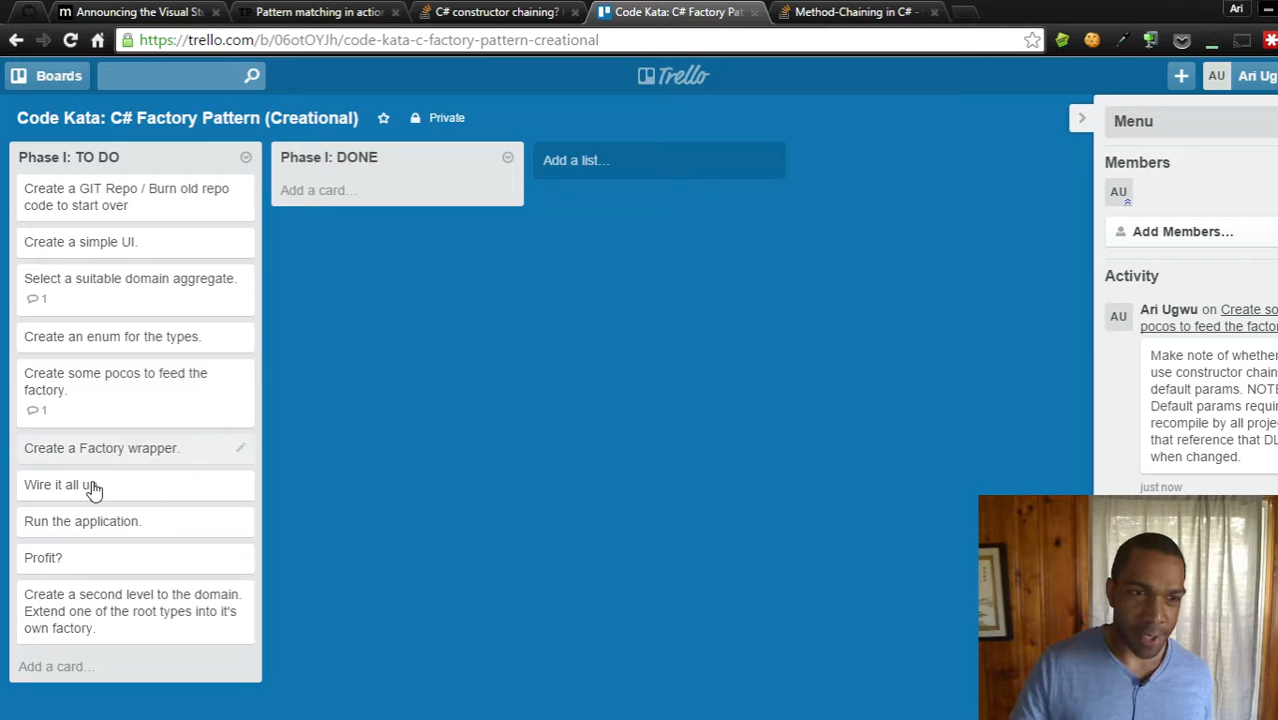 Announcing the Visual Stu
Pattern matching in action
C# constructor chaining?
Code Kata: C# Factory Pat
Method-Chaining in C# -
Ari
https://trello.com/b/06otOYJh/code-kata-c-factory-pattern-creational
Boards
Trello
AU
Ari Ug
Code Kata: C# Factory Pattern (Creational)
Private
Menu
Phase I: TO DO
Phase I: DONE
Add a list…
Members
Create a GIT Repo / Burn old repo
code to start over
Add a card…
AU
Create a simple UI.
Add Members…
Select a suitable domain aggregate.
1
Activity
Create an enum for the types.
AU
Ari Ugwu on Create so
pocos to feed the factor
Create some pocos to feed the
factory.
1
Make note of whether
use constructor chain
default params. NOTE
Default params requir
recompile by all proje
that reference that DL
when changed.
just now
Create a Factory wrapper.
Wire it all up
Run the application.
Profit?
Create a second level to the domain.
Extend one of the root types into it's
own factory.
Add a card…